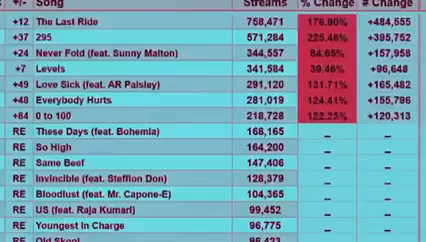 +/- Song Streams % Change # Change
+12 The Last Ride 758,471 176.90% +484,555
+37 295 571,284 225.46% +395,752
+24 Never Fold (feat. Sunny Malton) 344,557 84.65% +157,958
+7 Levels 341,584 39.46% +96,648
+49 Love Sick (feat. AR Paisley) 291,120 131.71% +165,482
+48 Everybody Hurts 281,019 124.41% +155,796
+84 0 to 100 218,728 122.25% +120,313
RE These Days (feat. Bohemia) 168,165 – –
RE So High 164,200 – –
RE Same Beef 147,406 – –
RE Invincible (feat. Stefflon Don) 128,379 – –
RE Bloodlust (feat. Mr. Capone-E) 104,365 – –
RE US (feat. Raja Kumari) 99,452 – –
RE Youngest In Charge 96,775 – –
RE Old Skool 96,423